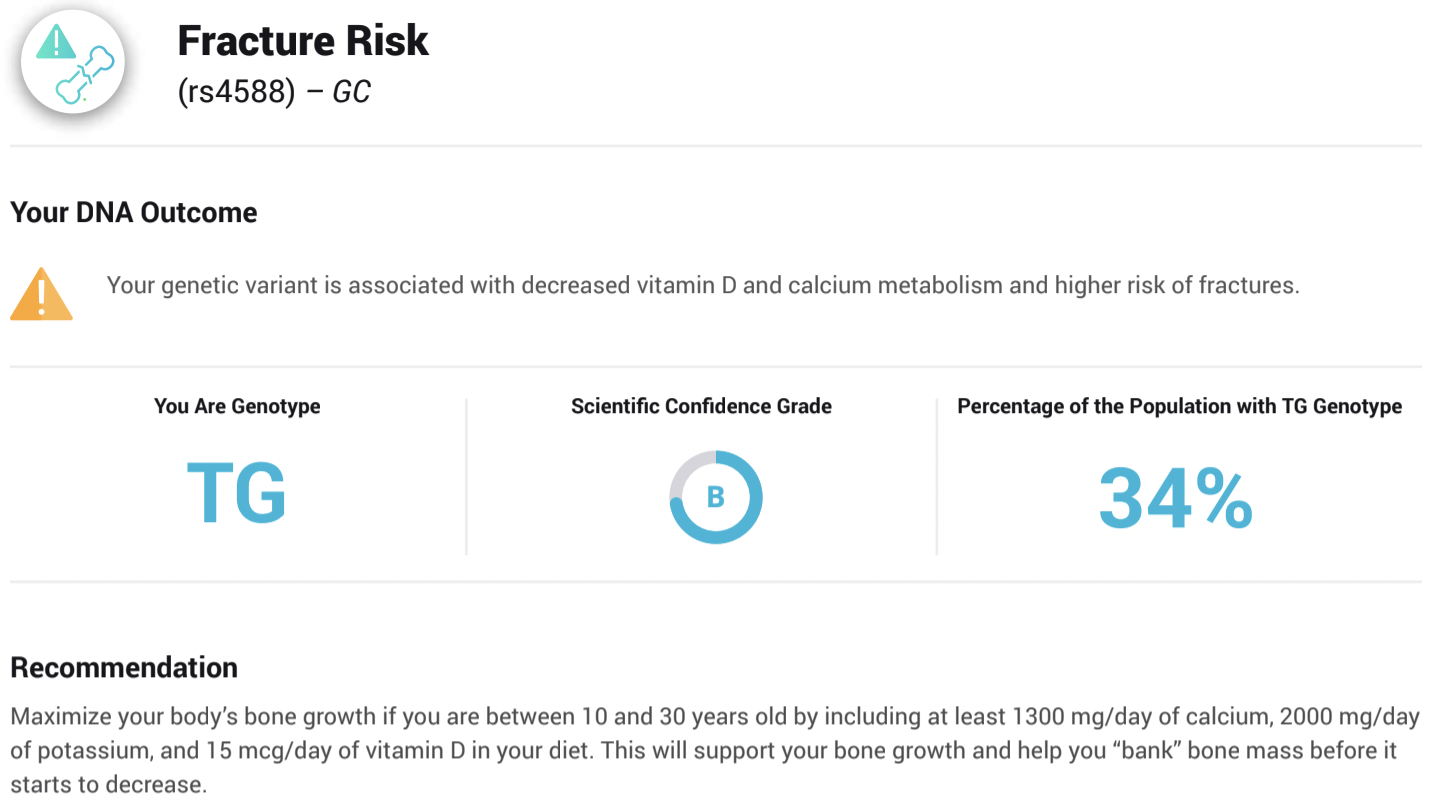 Fracture Risk
(rs4588) – GC
Your DNA Outcome
Your genetic variant is associated with decreased vitamin D and calcium metabolism and higher risk of fractures.
You Are Genotype
TG
Scientific Confidence Grade
B
Percentage of the Population with TG Genotype
34%
Recommendation
Maximize your body’s bone growth if you are between 10 and 30 years old by including at least 1300 mg/day of calcium, 2000 mg/day
of potassium, and 15 mcg/day of vitamin D in your diet. This will support your bone growth and help you “bank” bone mass before it
starts to decrease.